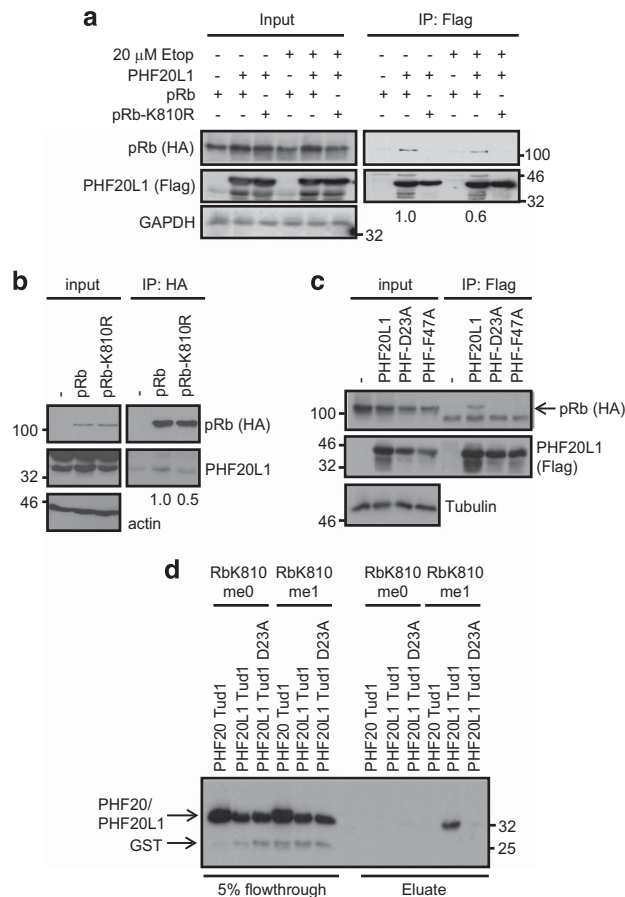 a
Input IP: Flag
20 µM Etop - - - + + + - - - + + +
PHF20L1 - + + - + + - + + - + +
pRb + + - + + - + + - + + -
pRb-K810R - - + - - + - - + - - +
pRb (HA) 100
PHF20L1 (Flag) 46
32
1.0 0.6
GAPDH 32
b
input IP: HA
- pRb pRb-K810R - pRb pRb-K810R
100 pRb (HA)
32 PHF20L1
1.0 0.5
46
actin
c
input IP: Flag
- PHF20L1 PHF-D23A PHF-F47A - PHF20L1 PHF-D23A PHF-F47A
100 pRb (HA)
46 PHF20L1
32 (Flag)
Tubulin
46
d
RbK810 RbK810 RbK810 RbK810
me0 me1 me0 me1
PHF20 Tud1 PHF20L1 Tud1 PHF20L1 Tud1 D23A PHF20 Tud1 PHF20L1 Tud1 PHF20L1 Tud1 D23A PHF20 Tud1 PHF20L1 Tud1 PHF20L1 Tud1 D23A PHF20 Tud1 PHF20L1 Tud1 PHF20L1 Tud1 D23A
PHF20/
PHF20L1 32
GST 25
5% flowthrough Eluate